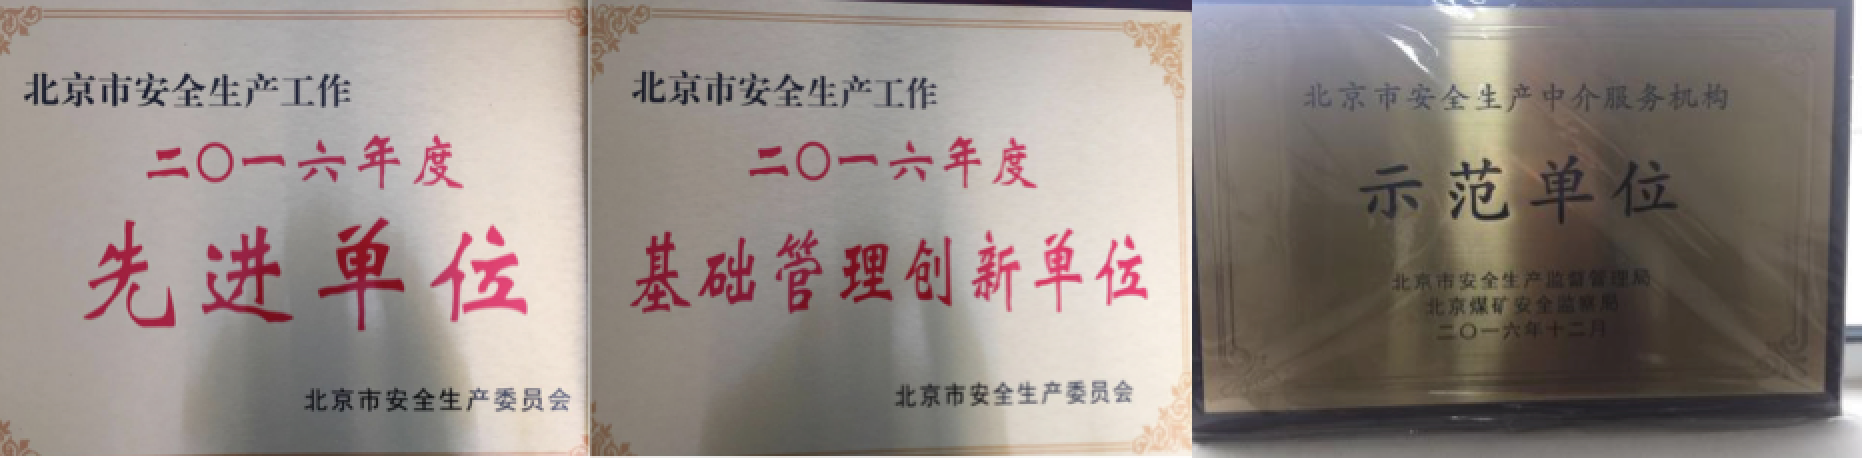 北京市安全生产工作
二〇一六年度
先进单位
北京市安全生产委员会
北京市安全生产工作
二〇一六年度
基础管理创新单位
北京市安全生产委员会
北京市安全生产中介服务机构
示范单位
北京市安全生产监督管理局
北京煤矿安全监察局
二〇一六年十二月